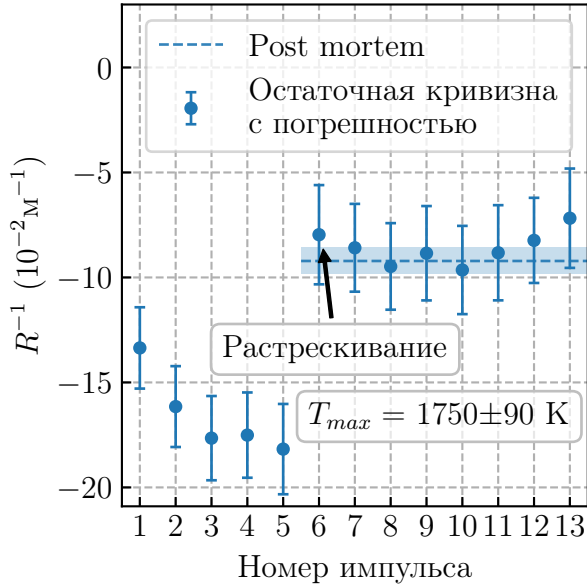 Post mortem
Остаточная кривизна
с погрешностью
0
−5
−10
−15
−20
R⁻¹ (10⁻²м⁻¹)
Растрескивание
T_max = 1750±90 K
1 2 3 4 5 6 7 8 9 10 11 12 13
Номер импульса